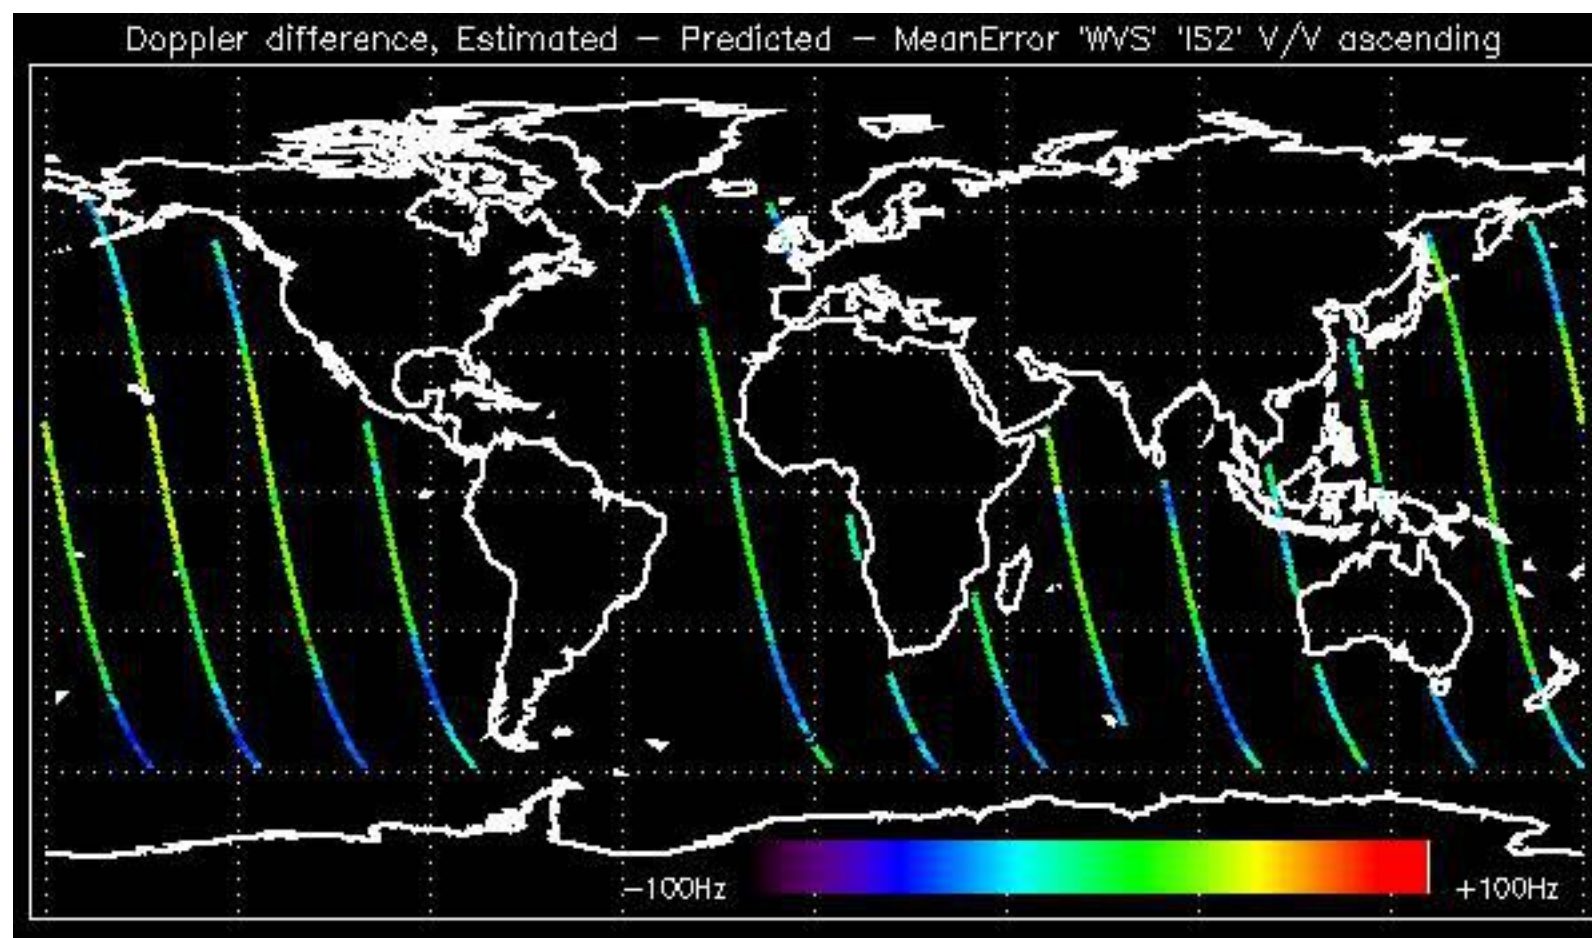 Doppler difference, Estimated – Predicted – MeanError 'WVS' 'IS2' V/V ascending
–100Hz +100Hz